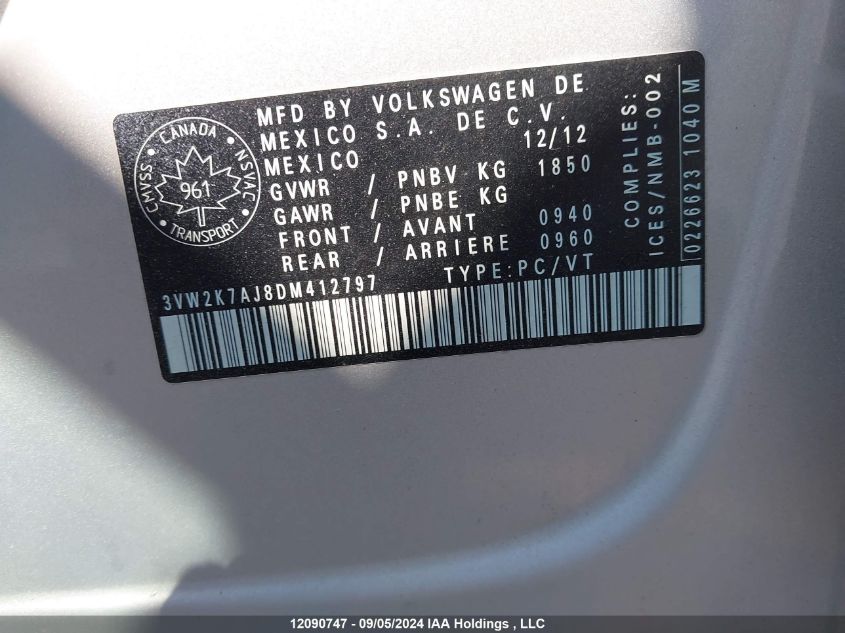 MFD BY VOLKSWAGEN DE
MEXICO S.A. DE C.V.
MEXICO 12/12
GVWR / PNBV KG 1850
GAWR / PNBE KG
FRONT / AVANT 0940
REAR / ARRIERE 0960
TYPE:PC/VT
3VW2K7AJ8DM412797
CANADA
CMVSS
NSVAC
961
TRANSPORT
COMPLIES:
ICES/NMB-002
0226623 1040 M
12090747 - 09/05/2024 IAA Holdings , LLC